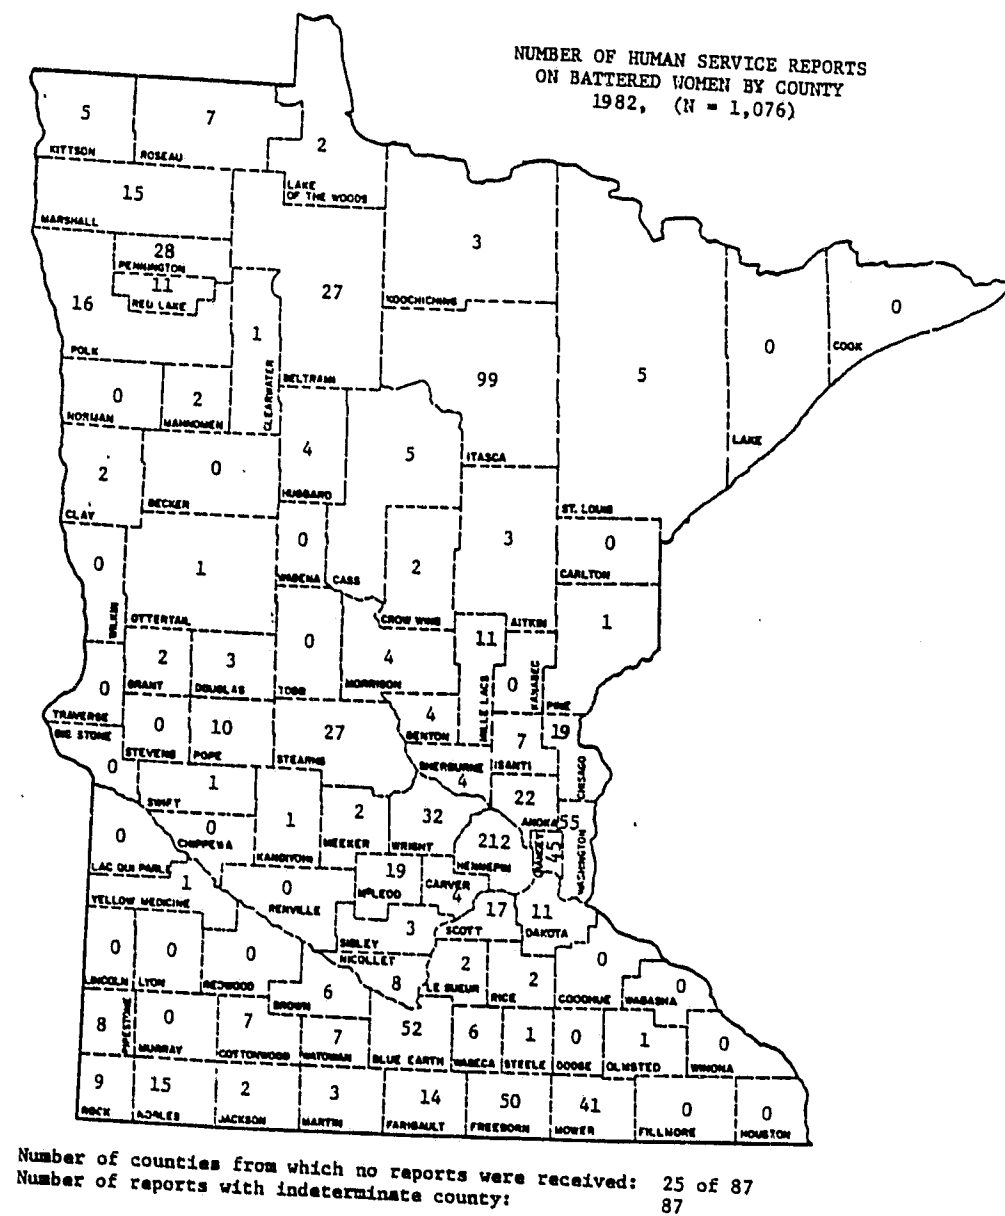 NUMBER OF HUMAN SERVICE REPORTS
ON BATTERED WOMEN BY COUNTY
1982, (N = 1,076)
5
KITTSON
7
ROSEAU
2
LAKE
OF THE WOODS
15
MARSHALL
28
PENNINGTON
11
RED LAKE
16
POLK
27
BELTRAMI
3
KOOCHICHING
1
CLEARWATER
0
NORMAN
2
MAHNOMEN
99
ITASCA
5
ST. LOUIS
0
LAKE
0
COOK
2
CLAY
0
BECKER
4
HUBBARD
5
CASS
0
WADENA
2
CROW WING
3
AITKIN
0
CARLTON
0
WILKIN
1
OTTERTAIL
0
TODD
4
MORRISON
11
MILLE LACS
0
KANABEC
1
PINE
0
TRAVERSE
2
GRANT
3
DOUGLAS
0
BIG STONE
0
STEVENS
10
POPE
27
STEARNS
4
BENTON
4
SHERBURNE
7
ISANTI
19
CHISAGO
1
SWIFT
1
KANDIYOHI
2
MEEKER
32
WRIGHT
22
ANOKA
212
HENNEPIN
45
RAMSEY
55
WASHINGTON
0
LAC QUI PARLE
0
CHIPPEWA
1
YELLOW MEDICINE
0
RENVILLE
19
MCLEOD
CARVER
4
17
SCOTT
11
DAKOTA
3
SIBLEY
NICOLLET
8
0
LINCOLN
0
LYON
0
REDWOOD
6
BROWN
2
LE SUEUR
2
RICE
0
GOODHUE
0
WABASHA
8
PIPESTONE
0
MURRAY
7
COTTONWOOD
7
WATONWAN
52
BLUE EARTH
6
WASECA
1
STEELE
0
DODGE
1
OLMSTED
0
WINONA
9
ROCK
15
NOBLES
2
JACKSON
3
MARTIN
14
FARIBAULT
50
FREEBORN
41
MOWER
0
FILLMORE
0
HOUSTON
Number of counties from which no reports were received: 25 of 87
Number of reports with indeterminate county: 87